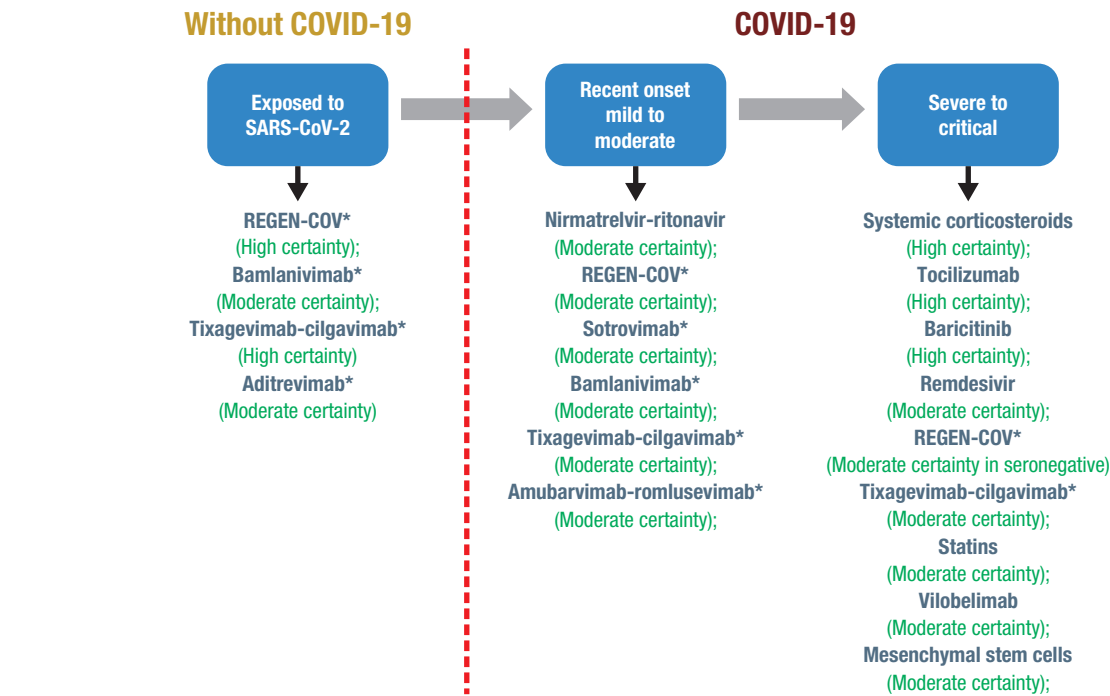 Without COVID-19
COVID-19
Exposed to
SARS-CoV-2
REGEN-COV*
(High certainty);
Bamlanivimab*
(Moderate certainty);
Tixagevimab-cilgavimab*
(High certainty)
Aditrevimab*
(Moderate certainty)
Recent onset
mild to
moderate
Nirmatrelvir-ritonavir
(Moderate certainty);
REGEN-COV*
(Moderate certainty);
Sotrovimab*
(Moderate certainty);
Bamlanivimab*
(Moderate certainty);
Tixagevimab-cilgavimab*
(Moderate certainty);
Amubarvimab-romlusevimab*
(Moderate certainty);
Severe to
critical
Systemic corticosteroids
(High certainty);
Tocilizumab
(High certainty);
Baricitinib
(High certainty);
Remdesivir
(Moderate certainty);
REGEN-COV*
(Moderate certainty in seronegative)
Tixagevimab-cilgavimab*
(Moderate certainty);
Statins
(Moderate certainty);
Vilobelimab
(Moderate certainty);
Mesenchymal stem cells
(Moderate certainty);